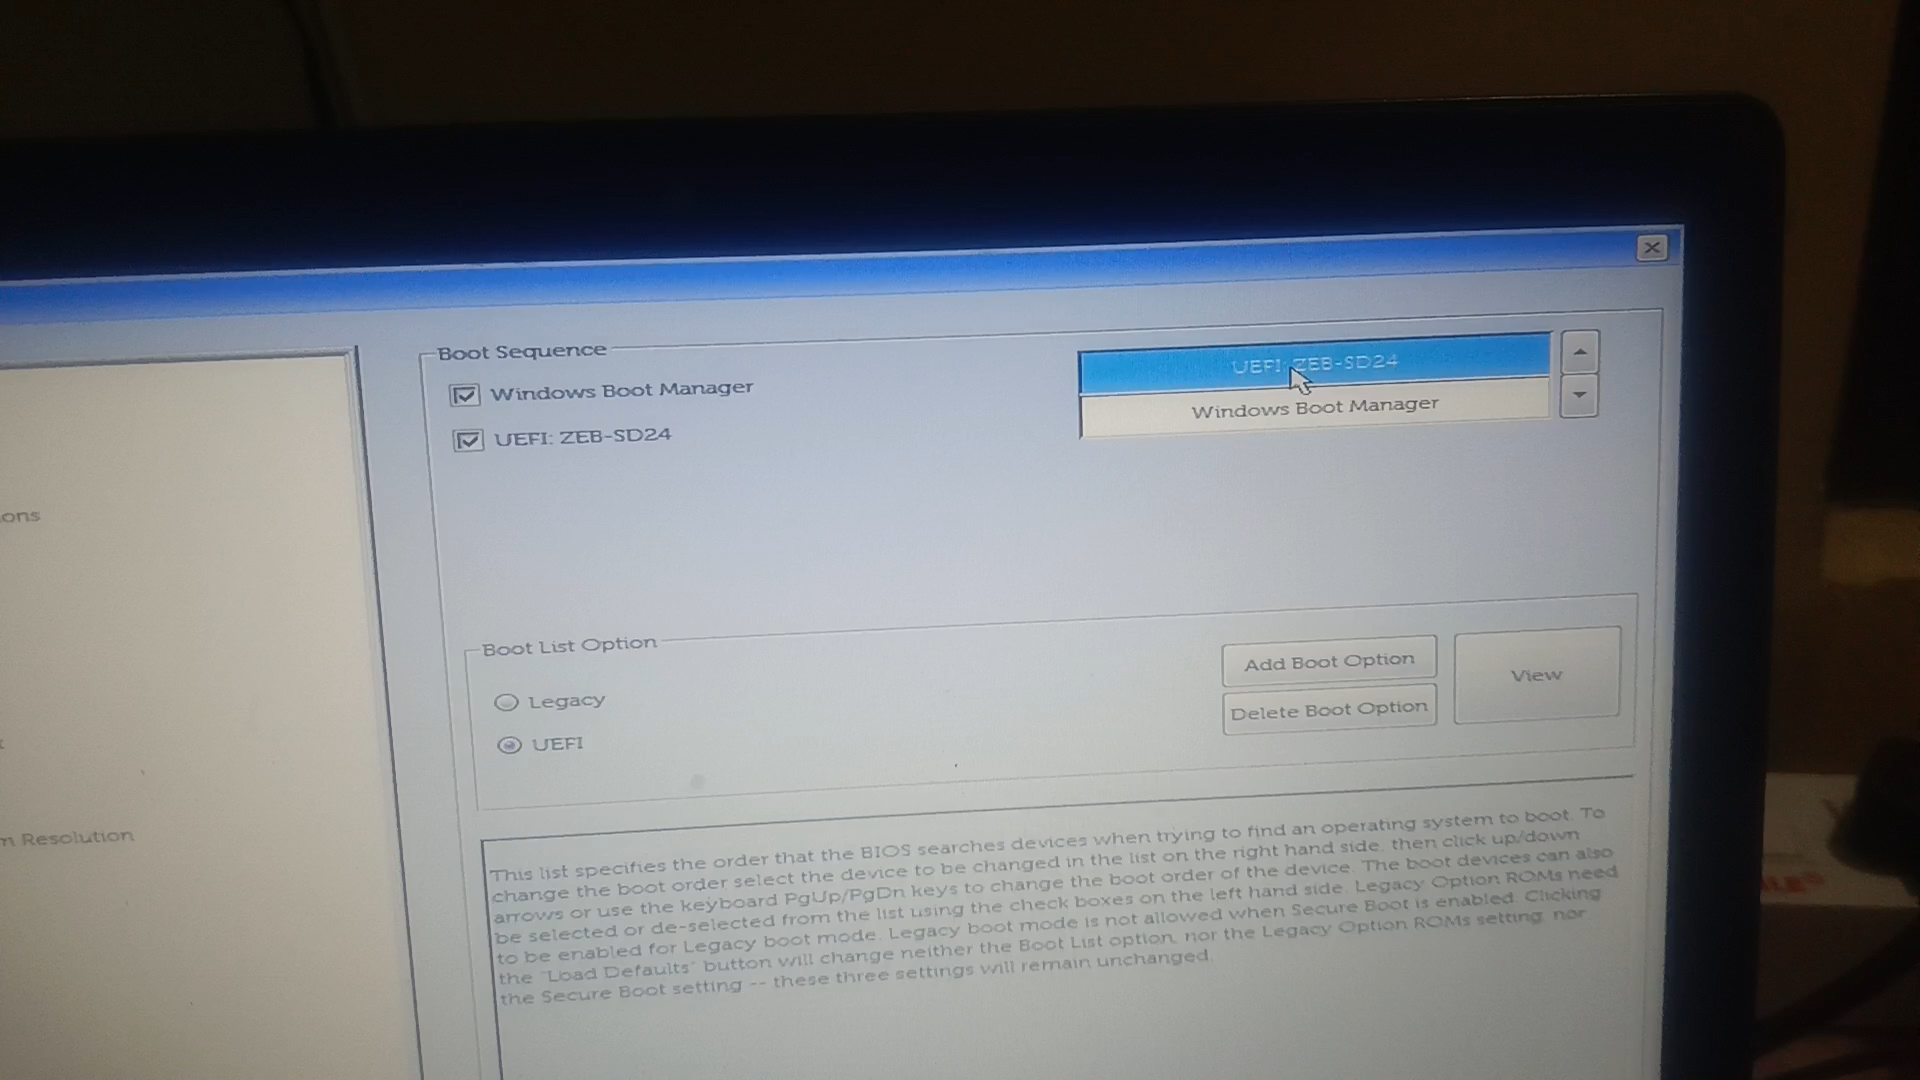 Boot Sequence
Windows Boot Manager
UEFI: ZEB-SD24
UEFI: ZEB-SD24
Windows Boot Manager
ons
Boot List Option
Legacy
UEFI
Add Boot Option
Delete Boot Option
View
m Resolution
This list specifies the order that the BIOS searches devices when trying to find an operating system to boot. To
change the boot order select the device to be changed in the list on the right hand side, then click up/down
arrows or use the keyboard PgUp/PgDn keys to change the boot order of the device. The boot devices can also
be selected or de-selected from the list using the check boxes on the left hand side. Legacy Option ROMs need
to be enabled for Legacy boot mode. Legacy boot mode is not allowed when Secure Boot is enabled. Clicking
the "Load Defaults" button will change neither the Boot List option, nor the Legacy Option ROMs setting, nor
the Secure Boot setting -- these three settings will remain unchanged.